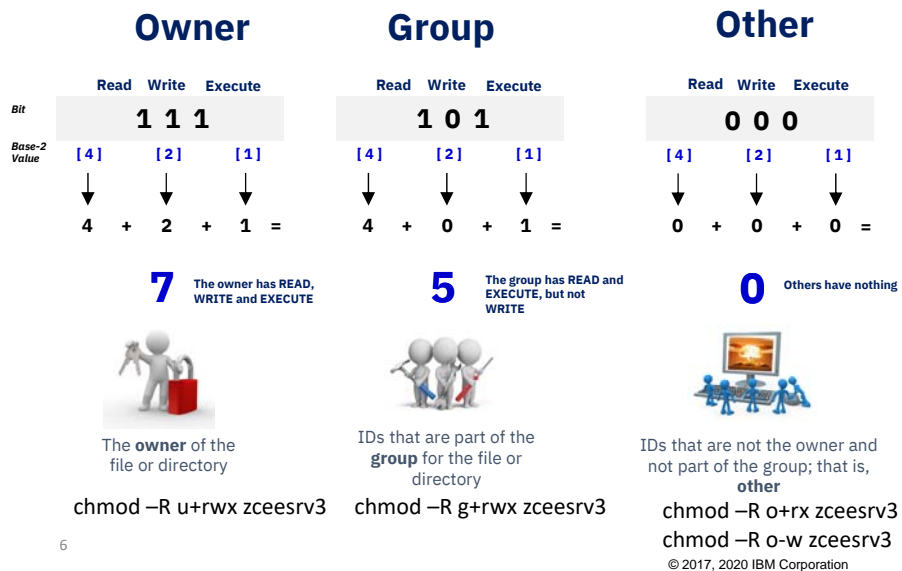 Owner
Group
Other
Read Write Execute
Read Write Execute
Read Write Execute
Bit
1 1 1
1 0 1
0 0 0
Base-2
Value
[ 4 ] [ 2 ] [ 1 ]
[ 4 ] [ 2 ] [ 1 ]
[ 4 ] [ 2 ] [ 1 ]
4 + 2 + 1 =
4 + 0 + 1 =
0 + 0 + 0 =
7
The owner has READ,
WRITE and EXECUTE
5
The group has READ and
EXECUTE, but not
WRITE
0
Others have nothing
The owner of the
file or directory
chmod –R u+rwx zceesrv3
IDs that are part of the
group for the file or
directory
chmod –R g+rwx zceesrv3
IDs that are not the owner and
not part of the group; that is,
other
chmod –R o+rx zceesrv3
chmod –R o-w zceesrv3
6
© 2017, 2020 IBM Corporation